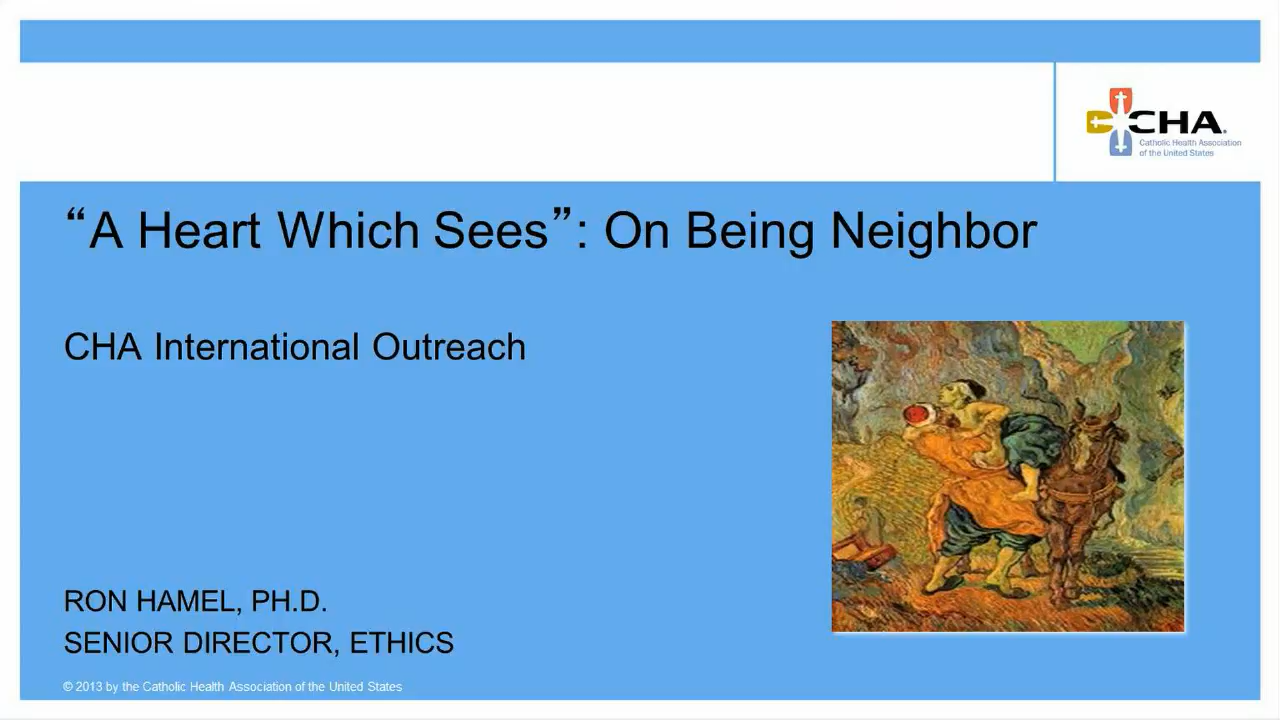 CHA®
Catholic Health Association
of the United States
“A Heart Which Sees”: On Being Neighbor
CHA International Outreach
RON HAMEL, PH.D.
SENIOR DIRECTOR, ETHICS
© 2013 by the Catholic Health Association of the United States